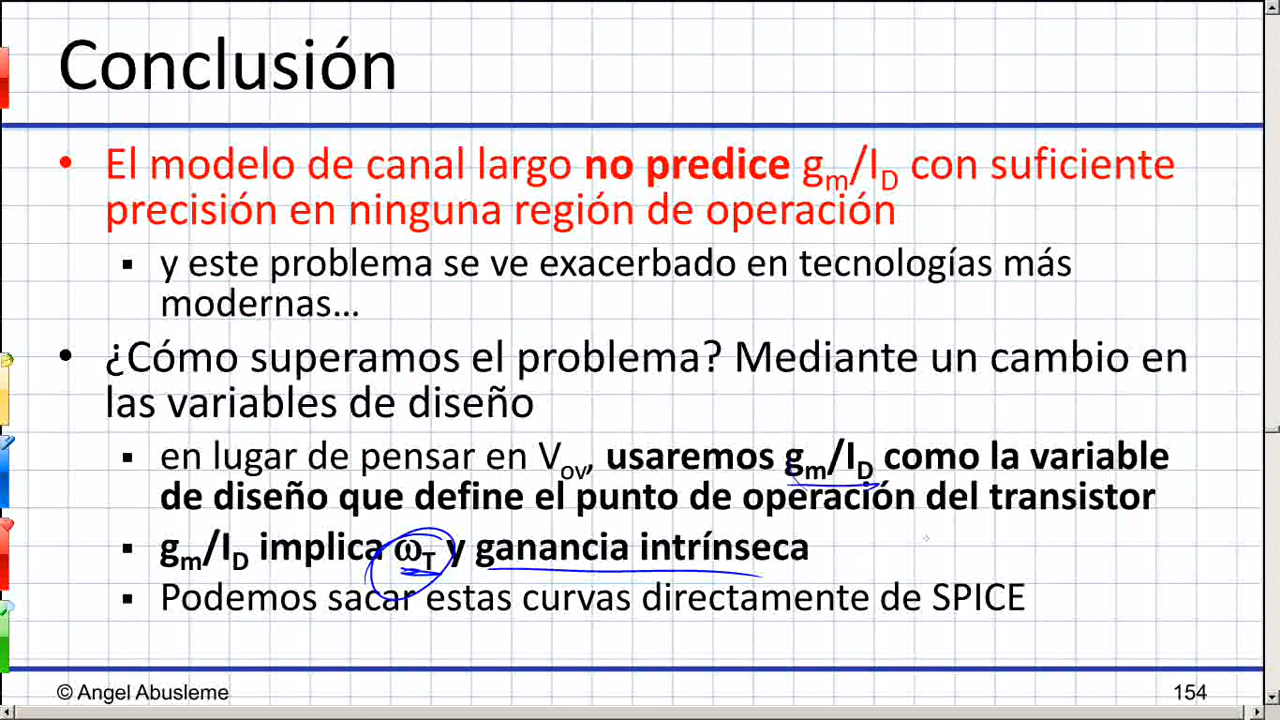 Conclusión
• El modelo de canal largo no predice gm/ID con suficiente
precisión en ninguna región de operación
▪ y este problema se ve exacerbado en tecnologías más
modernas…
• ¿Cómo superamos el problema? Mediante un cambio en
las variables de diseño
▪ en lugar de pensar en Vov, usaremos gm/ID como la variable
de diseño que define el punto de operación del transistor
▪ gm/ID implica ωT y ganancia intrínseca
▪ Podemos sacar estas curvas directamente de SPICE
© Angel Abusleme
154